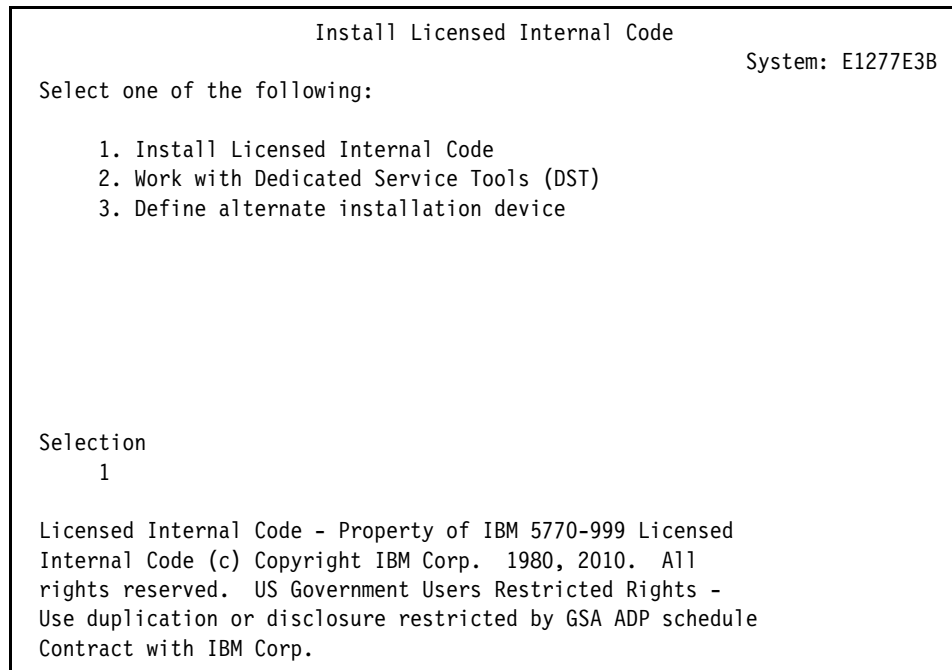 Install Licensed Internal Code
System: E1277E3B
Select one of the following:
1. Install Licensed Internal Code
2. Work with Dedicated Service Tools (DST)
3. Define alternate installation device
Selection
1
Licensed Internal Code - Property of IBM 5770-999 Licensed
Internal Code (c) Copyright IBM Corp. 1980, 2010. All
rights reserved. US Government Users Restricted Rights -
Use duplication or disclosure restricted by GSA ADP schedule
Contract with IBM Corp.